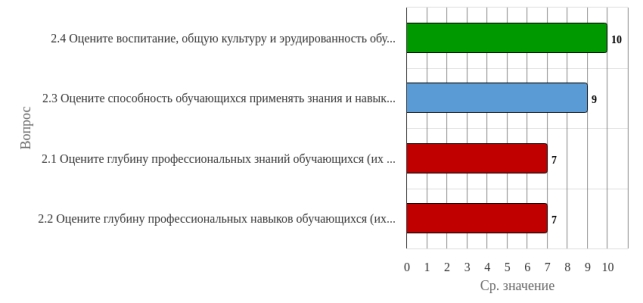 2.4 Оцените воспитание, общую культуру и эрудированность обу...
10
2.3 Оцените способность обучающихся применять знания и навык...
9
2.1 Оцените глубину профессиональных знаний обучающихся (их ...
7
2.2 Оцените глубину профессиональных навыков обучающихся (их...
7
Вопрос
0 1 2 3 4 5 6 7 8 9 10
Ср. значение